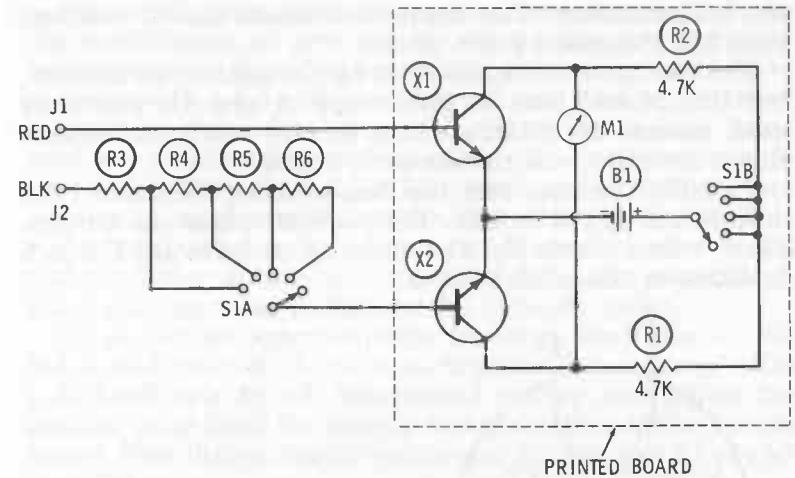 R2
X1
4.7K
J1
RED
M1
R3 R4 R5 R6
B1
S1B
BLK
J2
- +
X2
S1A
R1
4.7K
PRINTED BOARD